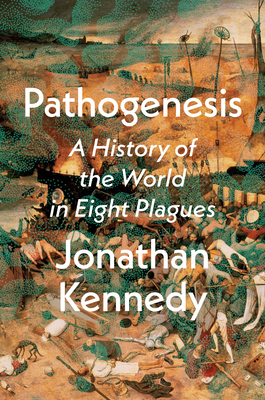 Pathogenesis
A History of
the World
in Eight Plagues
Jonathan
Kennedy